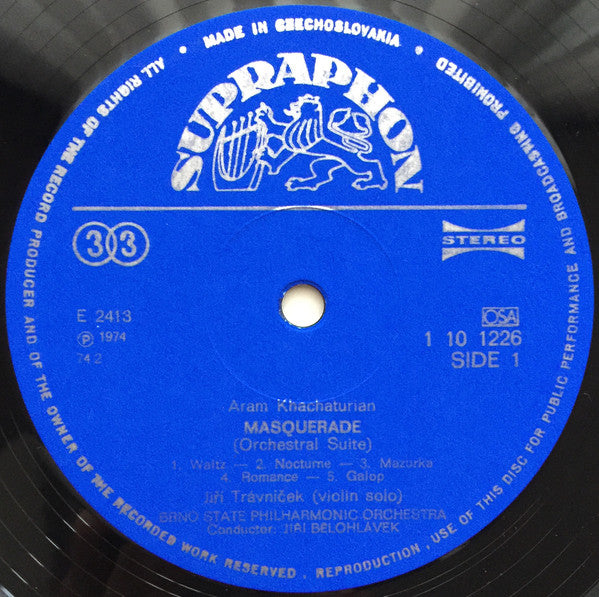 • MADE IN CZECHOSLOVAKIA •
ALL RIGHTS OF THE RECORD PRODUCER AND OF THE OWNER OF THE RECORDED WORK RESERVED, REPRODUCTION, USE OF THIS DISC FOR PUBLIC PERFORMANCE AND BROADCASTING PROHIBITED
SUPRAPHON
33
STEREO
E 2413
℗ 1974
74 2
OSA
1 10 1226
SIDE 1
Aram Khachaturian
MASQUERADE
(Orchestral Suite)
1. Waltz — 2. Nocturne — 3. Mazurka
4. Romance — 5. Galop
Jiří Trávníček (violin solo)
BRNO STATE PHILHARMONIC ORCHESTRA
Conductor: JIŘÍ BĚLOHLÁVEK